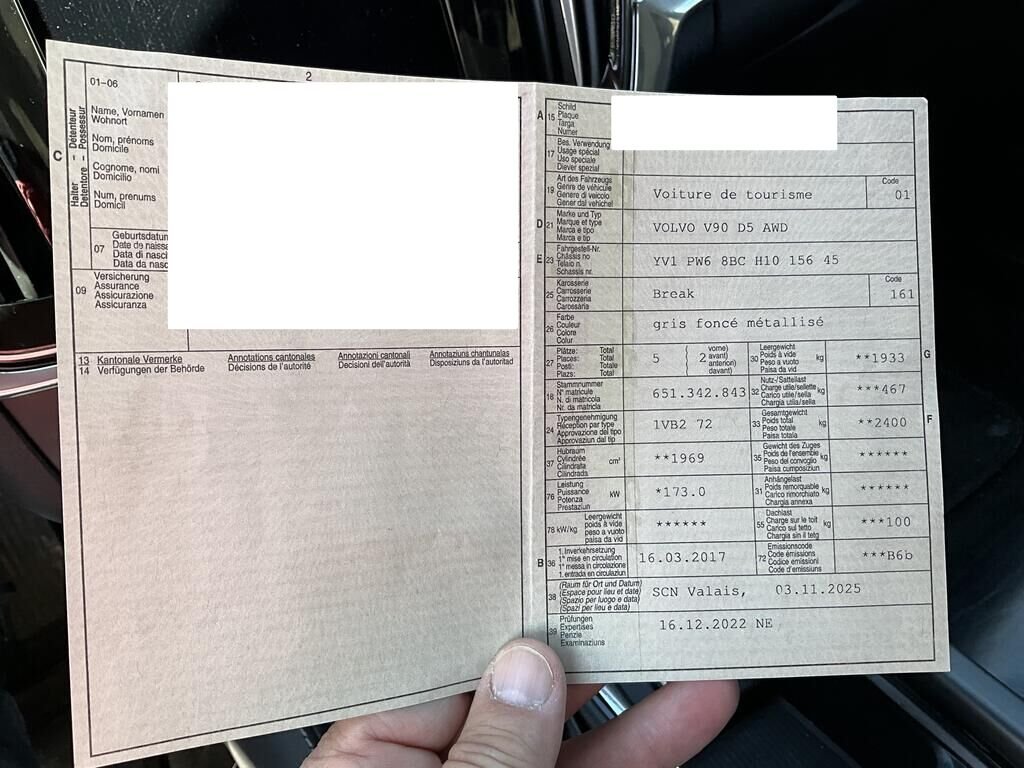 2
01–06
C
Halter – Détenteur
Detentore – Possessur
Name, Vornamen
Wohnort
Nom, prénoms
Domicile
Cognome, nomi
Domicilio
Num, prenums
Domicil
07
Geburtsdatum
Date de naissa
Data di nasci
Data da nasc
09
Versicherung
Assurance
Assicurazione
Assicuranza
13
14
Kantonale Vermerke
Verfügungen der Behörde
Annotations cantonales
Décisions de l'autorité
Annotazioni cantonali
Decisioni dell'autorità
Annotaziuns chantunalas
Disposiziuns da l'autoritad
A 15
Schild
Plaque
Targa
Numer
17
Bes. Verwendung
Usage spécial
Uso speciale
Diever spezial
19
Art des Fahrzeugs
Genre de véhicule
Genere di veicolo
Gener dal vehichel
Voiture de tourisme
Code
01
D 21
Marke und Typ
Marque et type
Marca e tipo
Marca e tip
VOLVO V90 D5 AWD
E 23
Fahrgestell-Nr.
Châssis no
Telaio n.
Schassis nr.
YV1 PW6 8BC H10 156 45
25
Karosserie
Carrosserie
Carrozzeria
Carossaria
Break
Code
161
26
Farbe
Couleur
Colore
Colur
gris foncé métallisé
27
Plätze: Total
Places: Total
Posti: Totale
Plazs: Total
5
2
vorne)
avant)
anteriori)
davant)
30
Leergewicht
Poids à vide
Peso a vuoto
Paisa da vid
kg
**1933
G
18
Stammnummer
N° matricule
N. di matricola
Nr. da matricla
651.342.843
32
Nutz-/Sattellast
Charge utile/sellette
Carico utile/sella
Chargia utila/sella
kg
***467
24
Typengenehmigung
Réception par type
Approvazione del tipo
Approvaziun dal tip
1VB2 72
33
Gesamtgewicht
Poids total
Peso totale
Paisa totala
kg
**2400
F
37
Hubraum
Cylindrée
Cilindrata
Cilindrada
cm³
**1969
35
Gewicht des Zuges
Poids de l'ensemble
Peso del convoglio
Paisa cumposiziun
kg
******
76
Leistung
Puissance
Potenza
Prestaziun
kW
*173.0
31
Anhängelast
Poids remorquable
Carico rimorchiato
Chargia annexa
kg
******
78 kW/kg
Leergewicht
poids à vide
peso a vuoto
paisa da vid
******
55
Dachlast
Charge sur le toit
Carico sul tetto
Chargia sin il tetg
kg
***100
B 36
1. Inverkehrsetzung
1re mise en circulation
1a messa in circolazione
1. entrada en circulaziun
16.03.2017
72
Emissionscode
Code émissions
Codice emissioni
Code d'emissiuns
***B6b
38
(Raum für Ort und Datum)
(Espace pour lieu et date)
(Spazio per luogo e data)
(Spazi per lieu e data)
SCN Valais, 03.11.2025
39
Prüfungen
Expertises
Perizie
Examinaziuns
16.12.2022 NE